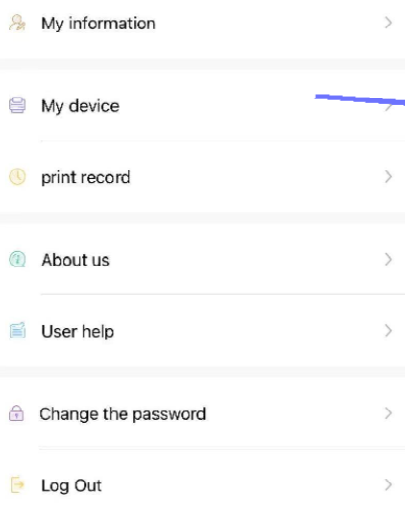 My information
My device
print record
About us
User help
Change the password
Log Out